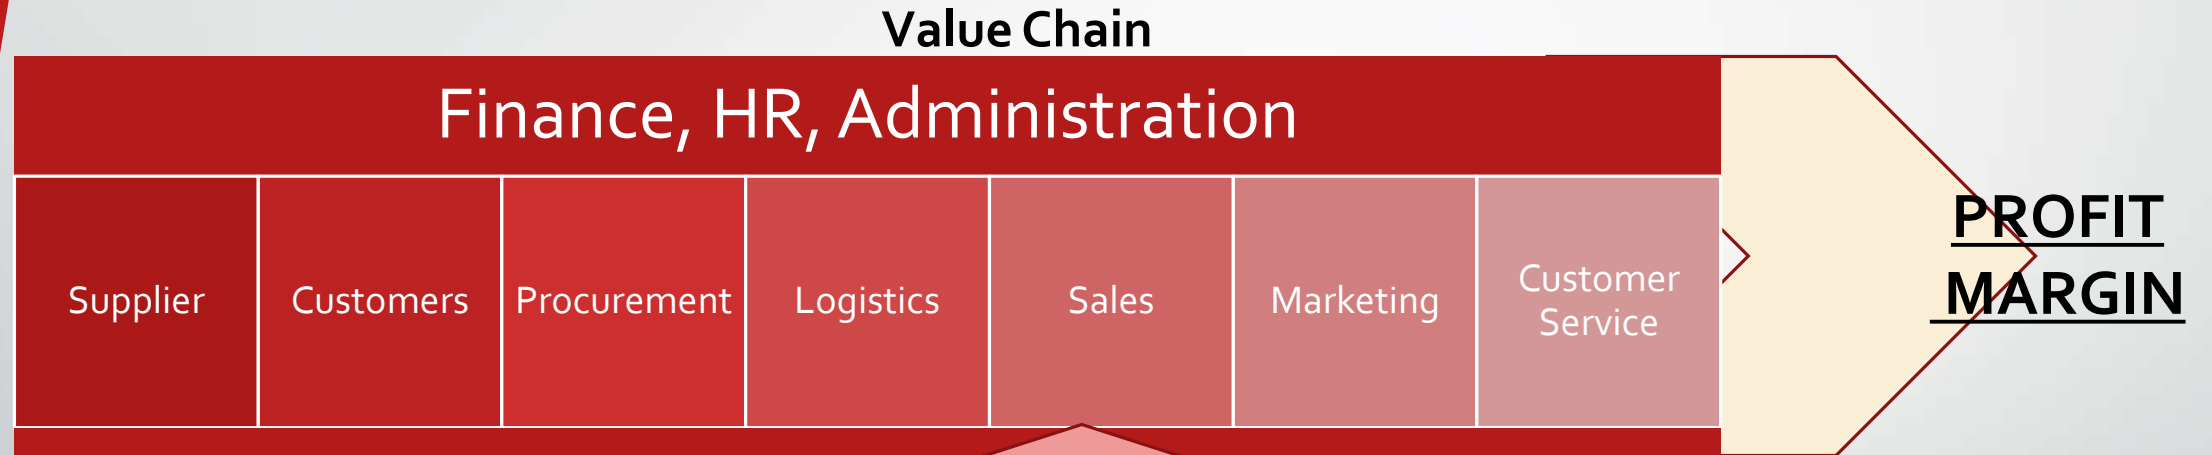 Value Chain
Finance, HR, Administration
Supplier
Customers
Procurement
Logistics
Sales
Marketing
Customer
Service
PROFIT
MARGIN